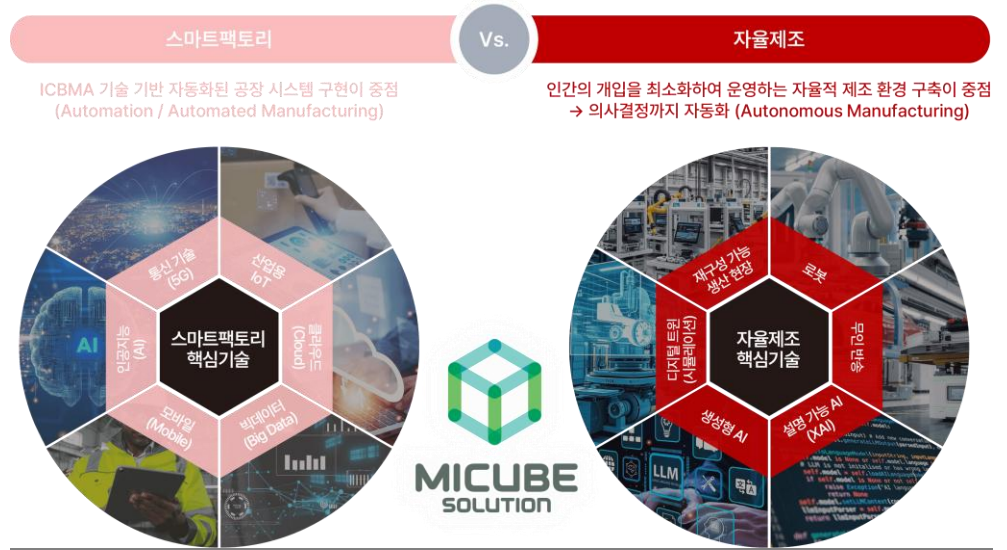 스마트팩토리
Vs.
자율제조
ICBMA 기술 기반 자동화된 공장 시스템 구현이 중점
(Automation / Automated Manufacturing)
인간의 개입을 최소화하여 운영하는 자율적 제조 환경 구축이 중점
→ 의사결정까지 자동화 (Autonomous Manufacturing)
통신 기술
(5G)
산업용
IoT
클라우드
(Cloud)
빅데이터
(Big Data)
모바일
(Mobile)
인공지능
(AI)
AI
스마트팩토리
핵심기술
재구성 가능
생산 현장
로봇
무인반송
설명 가능 AI
(XAI)
생성형 AI
디지털 트윈
(시뮬레이션)
자율제조
핵심기술
LLM
MICUBE
SOLUTION